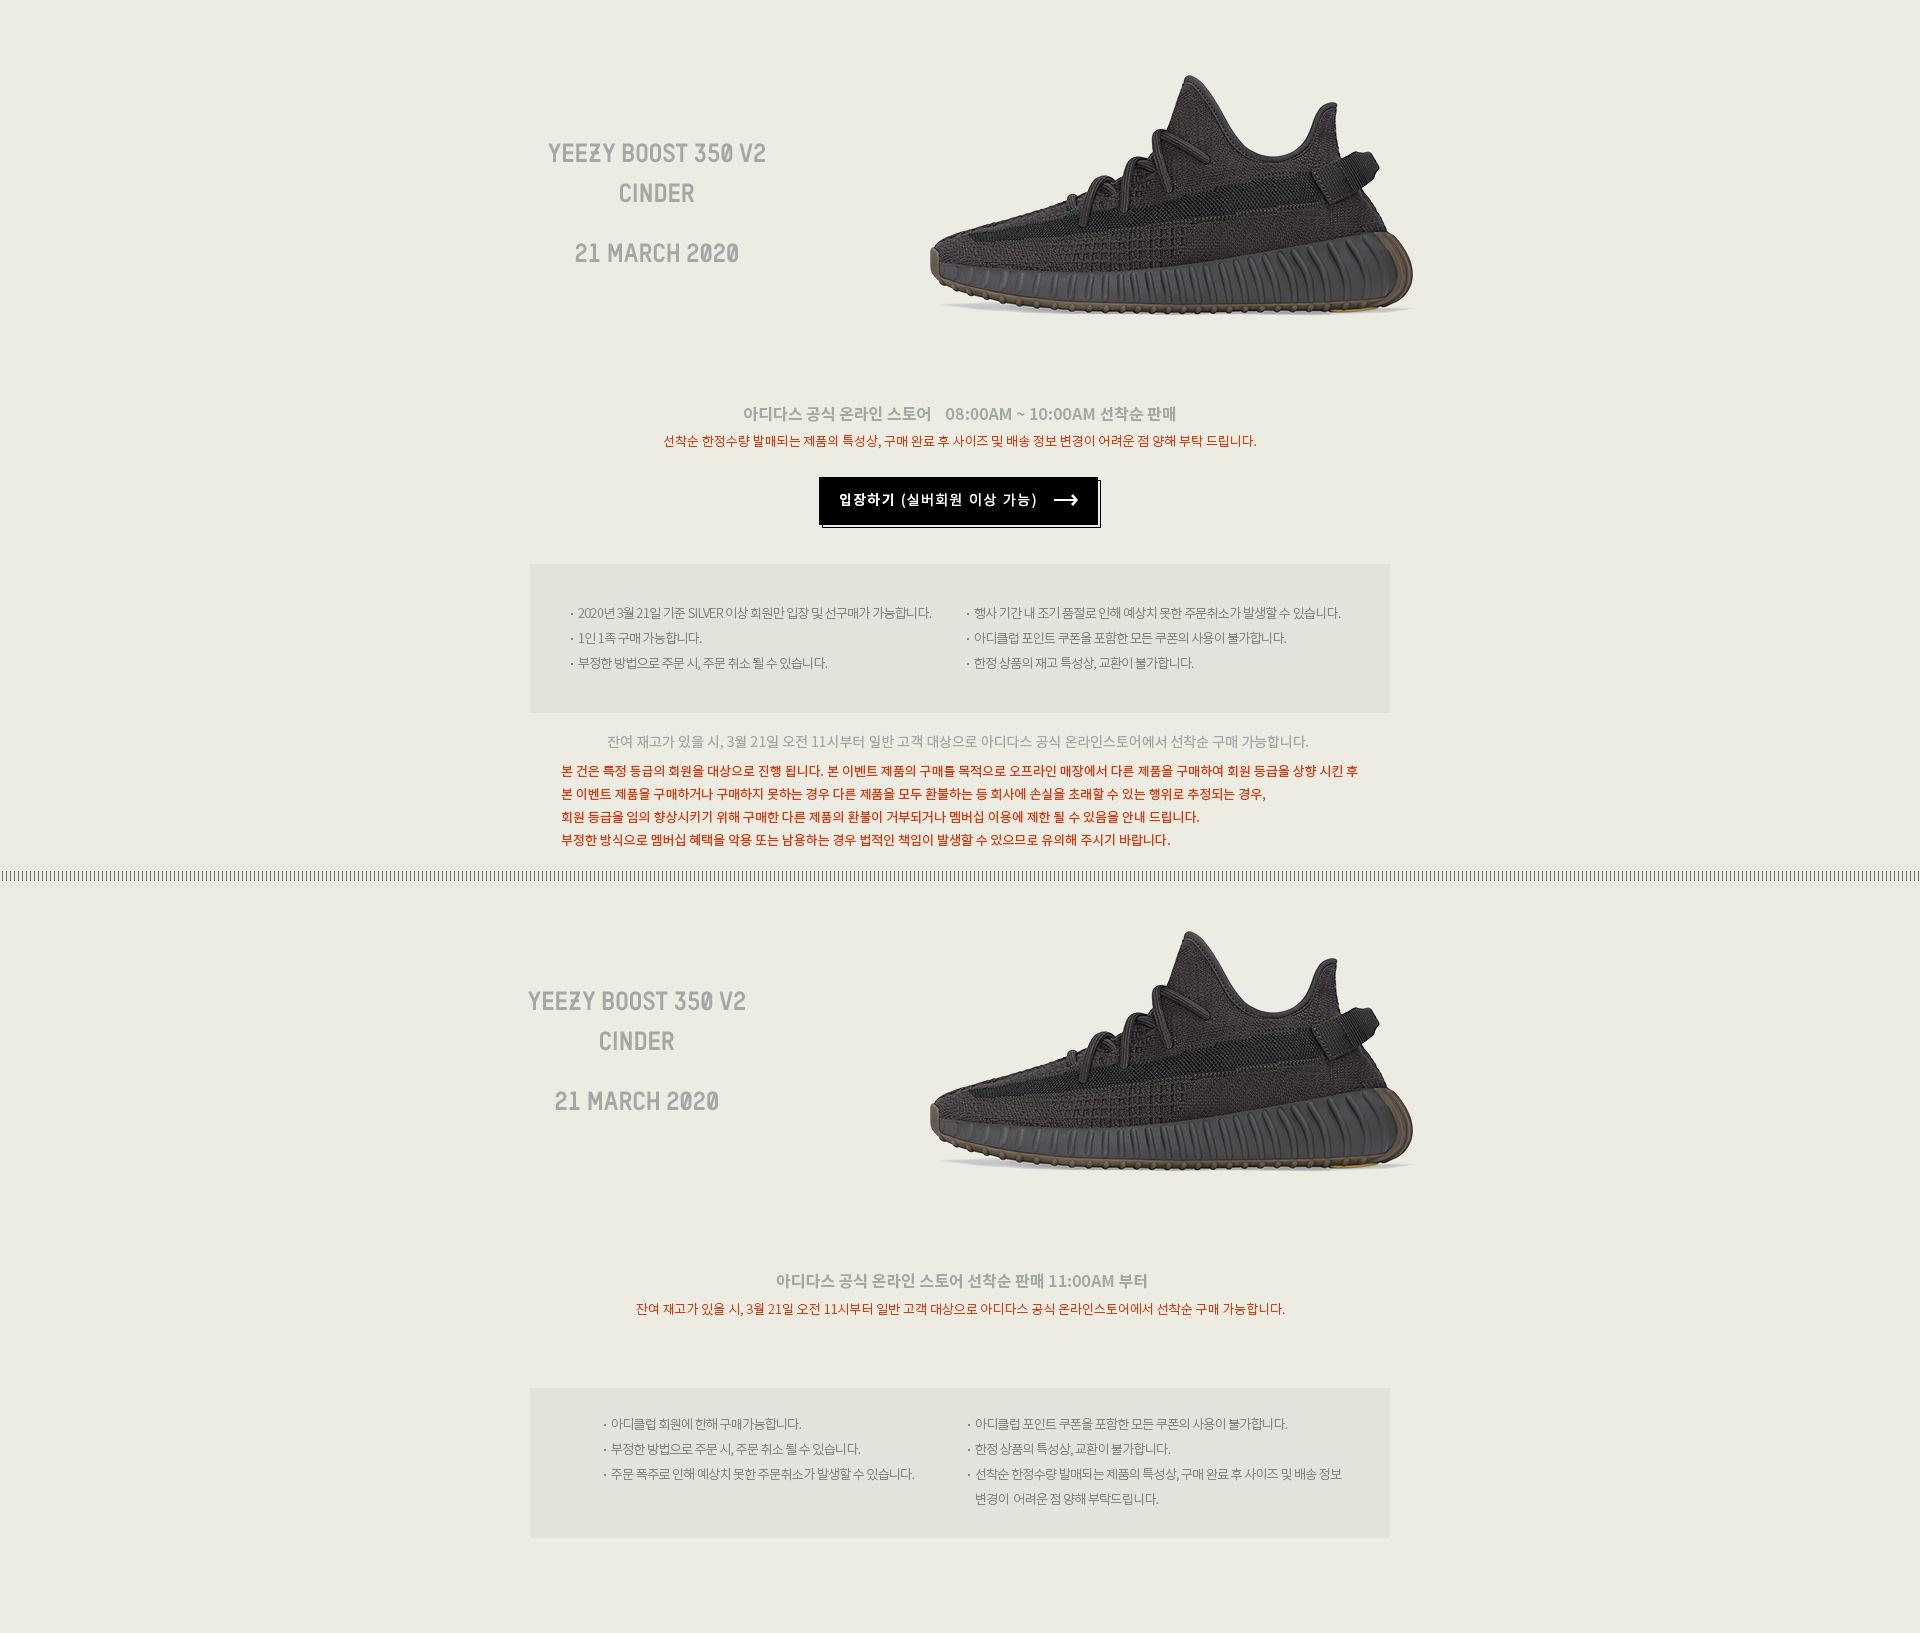 YEEZY BOOST 350 V2
CINDER
21 MARCH 2020
아디다스 공식 온라인 스토어 08:00AM ~ 10:00AM 선착순 판매
선착순 한정수량 발매되는 제품의 특성상, 구매 완료 후 사이즈 및 배송 정보 변경이 어려운 점 양해 부탁 드립니다.
입장하기 (실버회원 이상 가능)
· 2020년 3월 21일 기준 SILVER 이상 회원만 입장 및 선구매가 가능합니다.
· 1인 1족 구매 가능합니다.
· 부정한 방법으로 주문 시, 주문 취소 될 수 있습니다.
· 행사 기간 내 조기 품절로 인해 예상치 못한 주문취소가 발생할 수 있습니다.
· 아디클럽 포인트 쿠폰을 포함한 모든 쿠폰의 사용이 불가합니다.
· 한정 상품의 재고 특성상, 교환이 불가합니다.
잔여 재고가 있을 시, 3월 21일 오전 11시부터 일반 고객 대상으로 아디다스 공식 온라인스토어에서 선착순 구매 가능합니다.
본 건은 특정 등급의 회원을 대상으로 진행 됩니다. 본 이벤트 제품의 구매를 목적으로 오프라인 매장에서 다른 제품을 구매하여 회원 등급을 상향 시킨 후
본 이벤트 제품을 구매하거나 구매하지 못하는 경우 다른 제품을 모두 환불하는 등 회사에 손실을 초래할 수 있는 행위로 추정되는 경우,
회원 등급을 임의 향상시키기 위해 구매한 다른 제품의 환불이 거부되거나 멤버십 이용에 제한 될 수 있음을 안내 드립니다.
부정한 방식으로 멤버십 혜택을 악용 또는 남용하는 경우 법적인 책임이 발생할 수 있으므로 유의해 주시기 바랍니다.
YEEZY BOOST 350 V2
CINDER
21 MARCH 2020
아디다스 공식 온라인 스토어 선착순 판매 11:00AM 부터
잔여 재고가 있을 시, 3월 21일 오전 11시부터 일반 고객 대상으로 아디다스 공식 온라인스토어에서 선착순 구매 가능합니다.
· 아디클럽 회원에 한해 구매가능합니다.
· 부정한 방법으로 주문 시, 주문 취소 될 수 있습니다.
· 주문 폭주로 인해 예상치 못한 주문취소가 발생할 수 있습니다.
· 아디클럽 포인트 쿠폰을 포함한 모든 쿠폰의 사용이 불가합니다.
· 한정 상품의 특성상, 교환이 불가합니다.
· 선착순 한정수량 발매되는 제품의 특성상, 구매 완료 후 사이즈 및 배송 정보
변경이 어려운 점 양해 부탁드립니다.